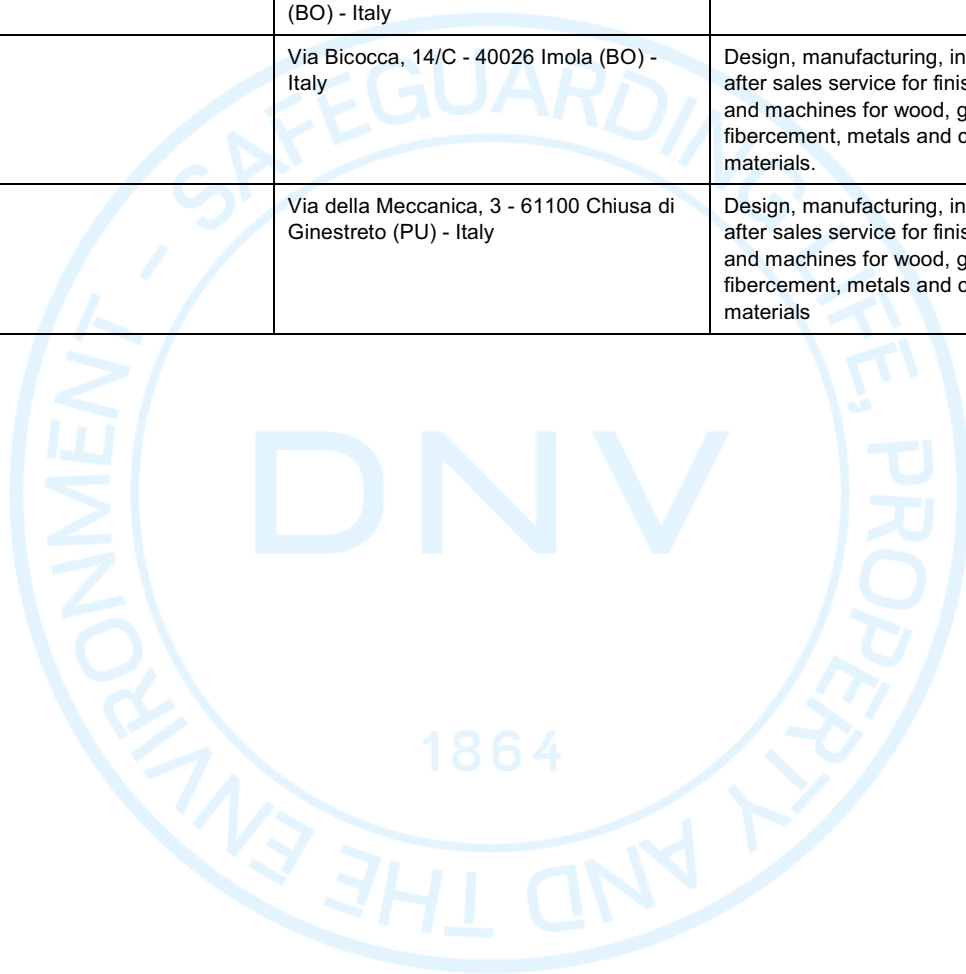 (BO) - Italy
Via Bicocca, 14/C - 40026 Imola (BO) -
Italy
Design, manufacturing, in
after sales service for finis
and machines for wood, g
fibercement, metals and c
materials.
Via della Meccanica, 3 - 61100 Chiusa di
Ginestreto (PU) - Italy
Design, manufacturing, in
after sales service for finis
and machines for wood, g
fibercement, metals and c
materials
SAFEGUARDING LIFE, PROPERTY AND THE ENVIRONMENT -
DNV
1864